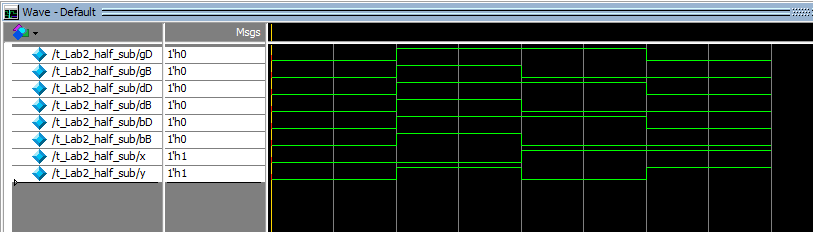 Wave - Default
Msgs
/t_Lab2_half_sub/gD 1'h0
/t_Lab2_half_sub/gB 1'h0
/t_Lab2_half_sub/dD 1'h0
/t_Lab2_half_sub/dB 1'h0
/t_Lab2_half_sub/bD 1'h0
/t_Lab2_half_sub/bB 1'h0
/t_Lab2_half_sub/x 1'h1
/t_Lab2_half_sub/y 1'h1